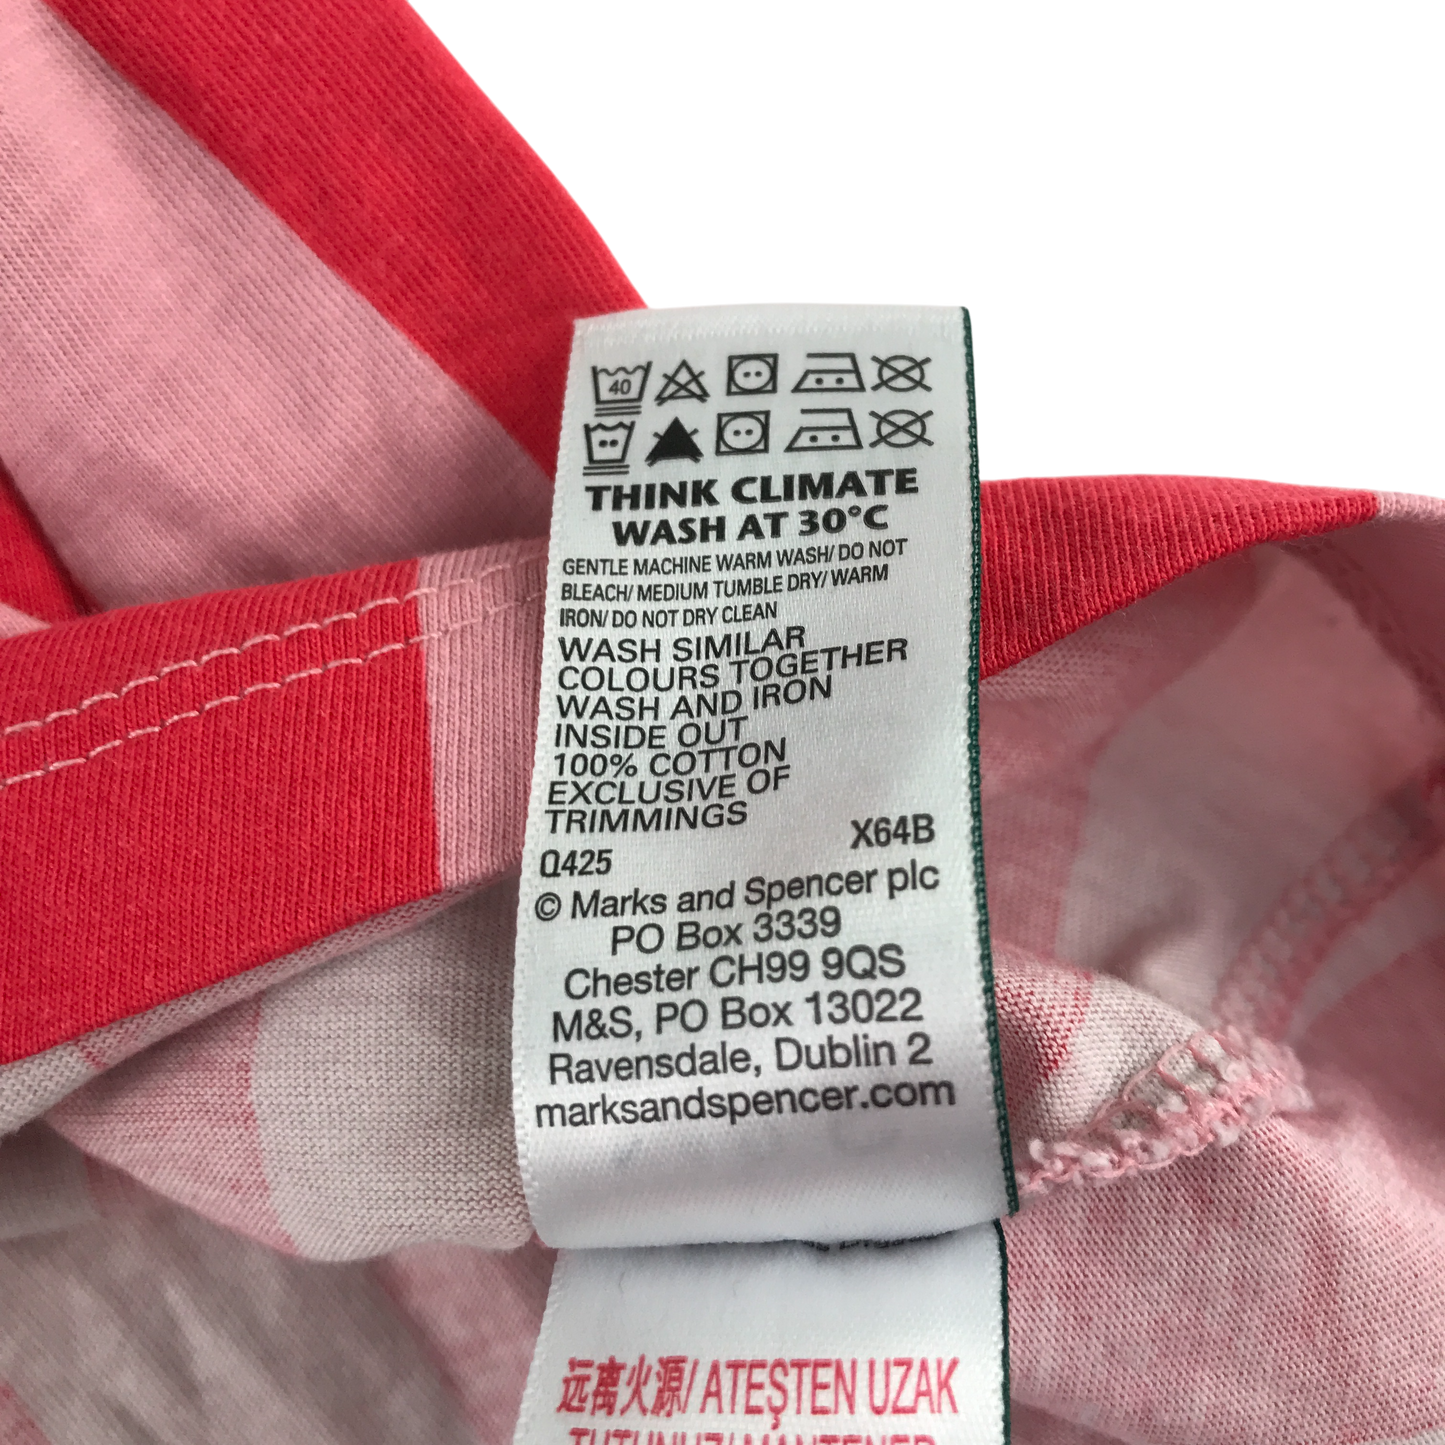 40
THINK CLIMATE
WASH AT 30°C
GENTLE MACHINE WARM WASH/ DO NOT
BLEACH/ MEDIUM TUMBLE DRY/ WARM
IRON/ DO NOT DRY CLEAN
WASH SIMILAR
COLOURS TOGETHER
WASH AND IRON
INSIDE OUT
100% COTTON
EXCLUSIVE OF
TRIMMINGS
X64B
Q425
© Marks and Spencer plc
PO Box 3339
Chester CH99 9QS
M&S, PO Box 13022
Ravensdale, Dublin 2
marksandspencer.com
远离火源/ ATEŞTEN UZAK